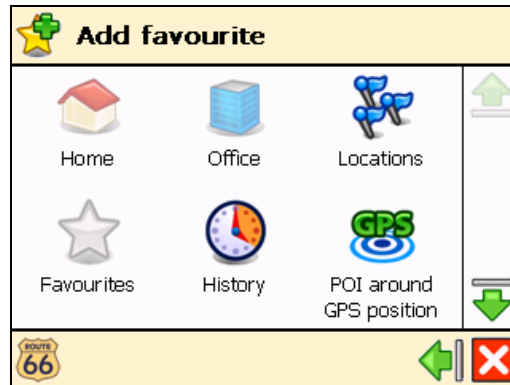 Add favourite
Home
Office
Locations
GPS
Favourites
History
POI around
GPS position
ROUTE
66